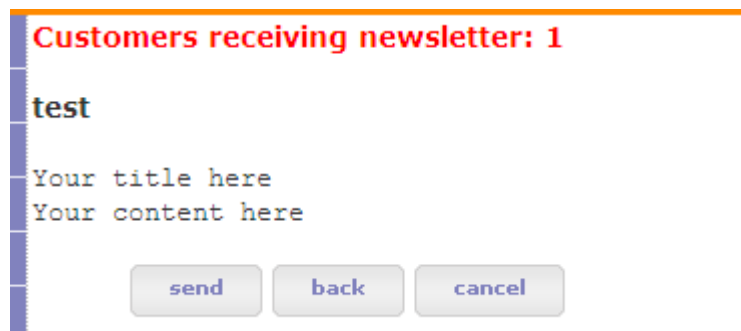 Customers receiving newsletter: 1
test
Your title here
Your content here
send back cancel